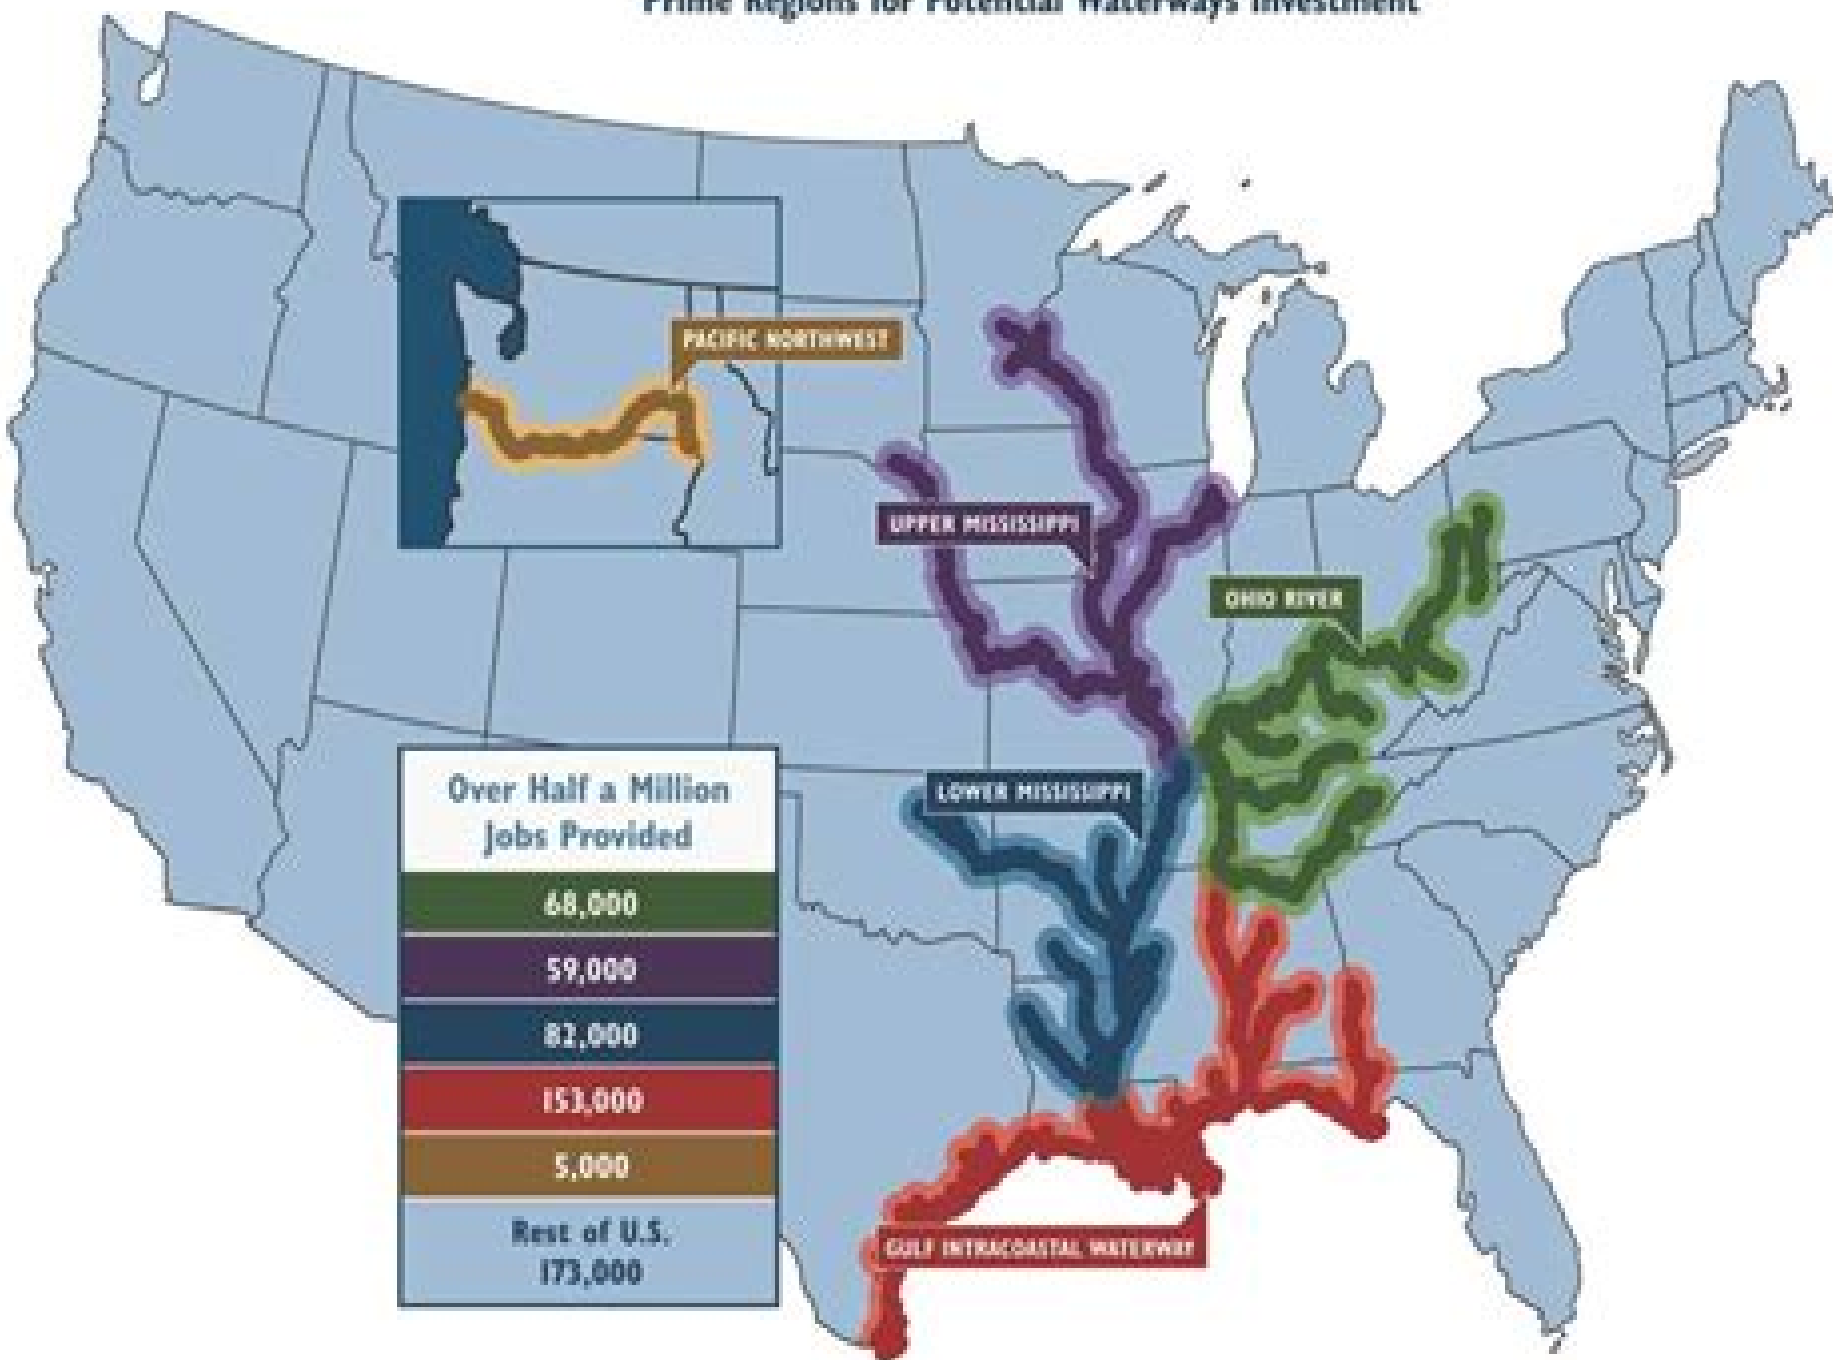 Prime Regions for Potential Waterways Investment
PACIFIC NORTHWEST
UPPER MISSISSIPPI
OHIO RIVER
LOWER MISSISSIPPI
Over Half a Million
Jobs Provided
68,000
59,000
82,000
153,000
5,000
Rest of U.S.
173,000
GULF INTRACOASTAL WATERWAY